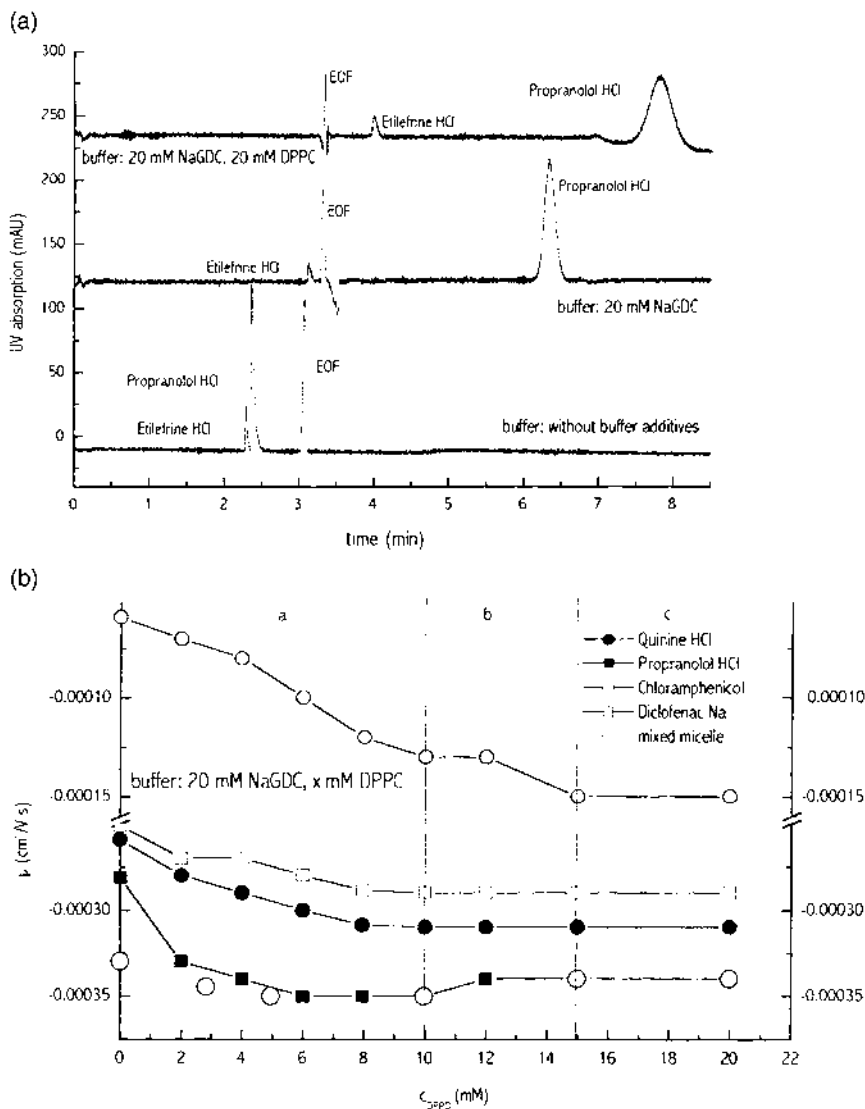 (a)
300
EOF
Propranolol HCl
250
Etilefrine HCl
buffer: 20 mM NaGDC, 20 mM DPPC
200
Propranolol HCl
EOF
150
Etilefrine HCl
100
buffer: 20 mM NaGDC
UV absorption (mAU)
50
Propranolol HCl
EOF
Etilefrine HCl
buffer: without buffer additives
0
0 1 2 3 4 5 6 7 8
time (min)
(b)
a b c
Quinine HCl
Propranolol HCl
Chloramphenicol
Diclofenac Na
mixed micelle
-0.00010 0.00010
buffer: 20 mM NaGDC, x mM DPPC
-0.00015 -0.00015
-0.00030 -0.00030
-0.00035 -0.00035
0 2 4 6 8 10 12 14 16 18 20 22
(mM)